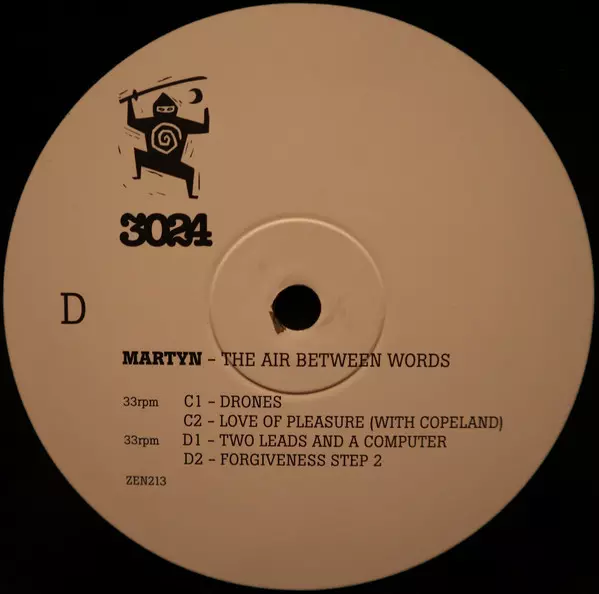 3024
D
MARTYN – THE AIR BETWEEN WORDS
33rpm C1 – DRONES
C2 – LOVE OF PLEASURE (WITH COPELAND)
33rpm D1 – TWO LEADS AND A COMPUTER
D2 – FORGIVENESS STEP 2
ZEN213